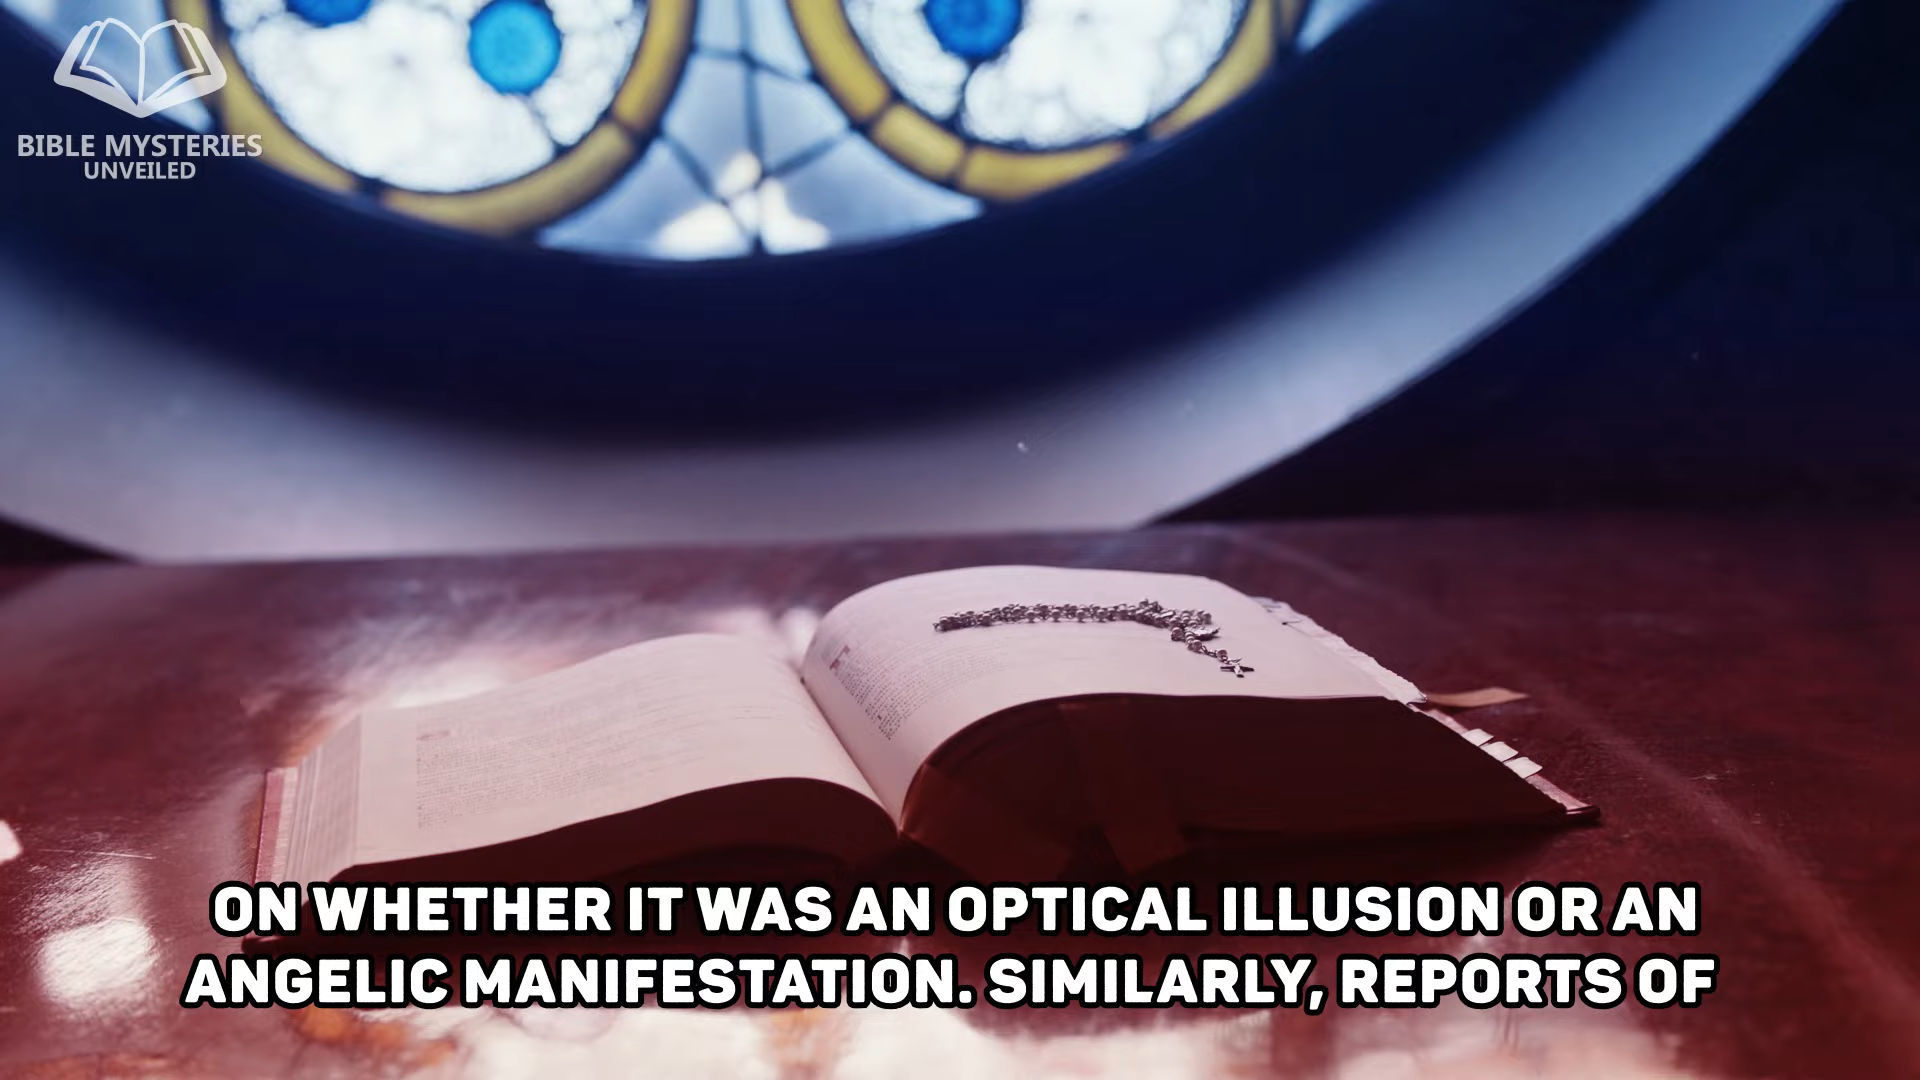 BIBLE MYSTERIES
UNVEILED
ON WHETHER IT WAS AN OPTICAL ILLUSION OR AN
ANGELIC MANIFESTATION. SIMILARLY, REPORTS OF